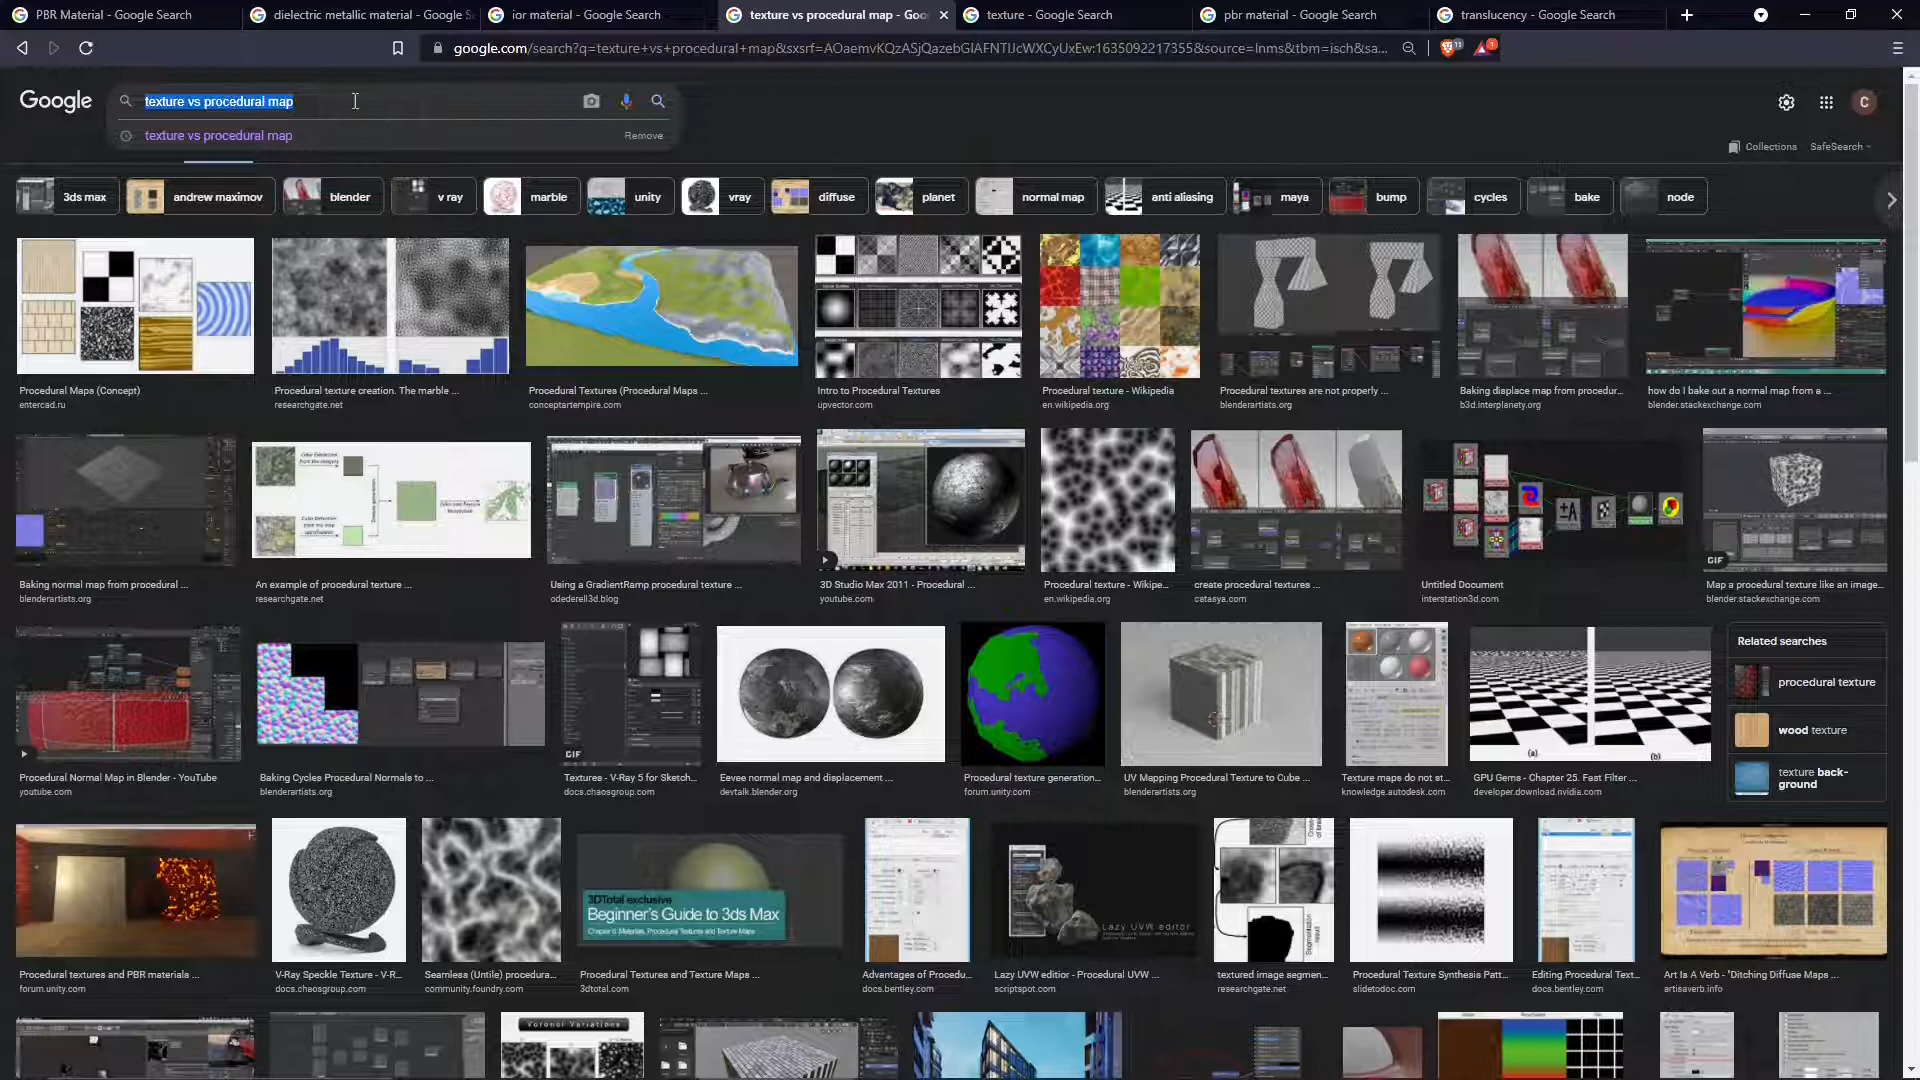 PBR Material - Google Search
dielectric metallic material - Google S
ior material - Google Search
texture vs procedural map - Goo
texture - Google Search
pbr material - Google Search
translucency - Google Search
google.com/search?q=texture+vs+procedural+map&sxsrf=AOaemvKQzASjQazebGIAFNTIJcWXCyUxEw:1635092217355&source=lnms&tbm=isch&sa...
Google
texture vs procedural map
C
texture vs procedural map
Remove
Collections
SafeSearch
3ds max
andrew maximov
blender
v ray
marble
unity
vray
diffuse
planet
normal map
anti aliasing
maya
bump
cycles
bake
node
Procedural Maps (Concept)
entercad.ru
Procedural texture creation. The marble ...
researchgate.net
Procedural Textures (Procedural Maps ...
conceptartempire.com
Intro to Procedural Textures
upvector.com
Procedural texture - Wikipedia
en.wikipedia.org
Procedural textures are not properly ...
blenderartists.org
Baking displace map from procedur...
b3d.interplanety.org
how do I bake out a normal map from a ...
blender.stackexchange.com
Baking normal map from procedural ...
blenderartists.org
An example of procedural texture ...
researchgate.net
Using a GradientRamp procedural texture ...
odederell3d.blog
3D Studio Max 2011 - Procedural ...
youtube.com
Procedural texture - Wikipe...
en.wikipedia.org
create procedural textures ...
catasya.com
Untitled Document
interstation3d.com
GIF
Map a procedural texture like an image...
blender.stackexchange.com
Related searches
procedural texture
wood texture
texture back-
ground
Procedural Normal Map in Blender - YouTube
youtube.com
Baking Cycles Procedural Normals to ...
blenderartists.org
GIF
Textures - V-Ray 5 for Sketch...
docs.chaosgroup.com
Eevee normal map and displacement ...
devtalk.blender.org
Procedural texture generation...
forum.unity.com
UV Mapping Procedural Texture to Cube ...
blenderartists.org
Texture maps do not st...
knowledge.autodesk.com
(a)
(b)
GPU Gems - Chapter 25. Fast Filter ...
developer.download.nvidia.com
3DTotal exclusive
Beginner's Guide to 3ds Max
Chapter 6: Materials, Procedural Textures and Texture Maps
Lazy UVW editor
Procedural textures and PBR materials ...
forum.unity.com
V-Ray Speckle Texture - V-R...
docs.chaosgroup.com
Seamless (Untile) procedura...
community.foundry.com
Procedural Textures and Texture Maps ...
3dtotal.com
Advantages of Procedu...
docs.bentley.com
Lazy UVW editior - Procedural UVW ...
scriptspot.com
textured image segmen...
researchgate.net
Procedural Texture Synthesis Patt...
slidetodoc.com
Editing Procedural Text...
docs.bentley.com
Art Is A Verb - "Ditching Diffuse Maps ...
artisaverb.info
Voronoi Variations